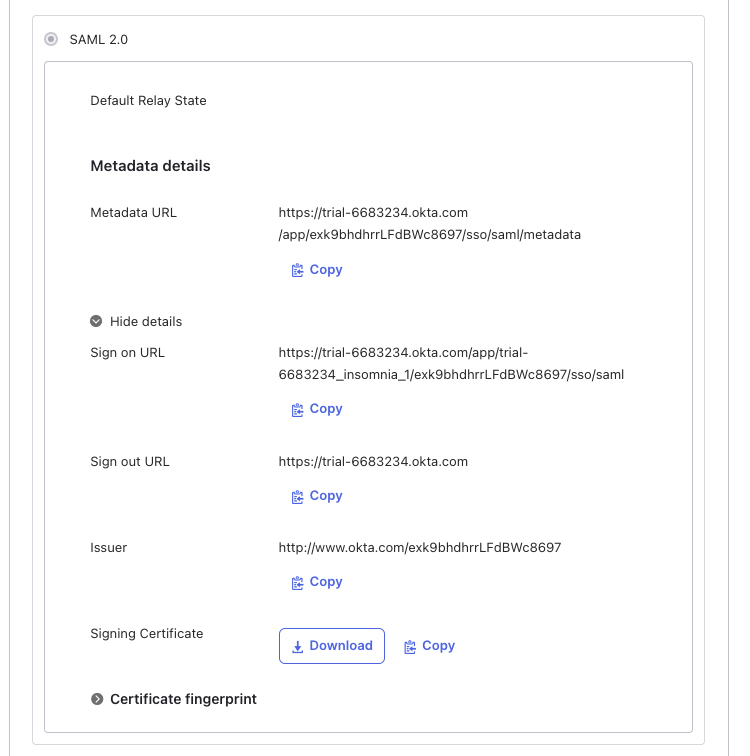 SAML 2.0
Default Relay State
Metadata details
Metadata URL
https://trial-6683234.okta.com
/app/exk9bhdhrrLFdBWc8697/sso/saml/metadata
Copy
Hide details
Sign on URL
https://trial-6683234.okta.com/app/trial-
6683234_insomnia_1/exk9bhdhrrLFdBWc8697/sso/saml
Copy
Sign out URL
https://trial-6683234.okta.com
Copy
Issuer
http://www.okta.com/exk9bhdhrrLFdBWc8697
Copy
Signing Certificate
Download
Copy
Certificate fingerprint